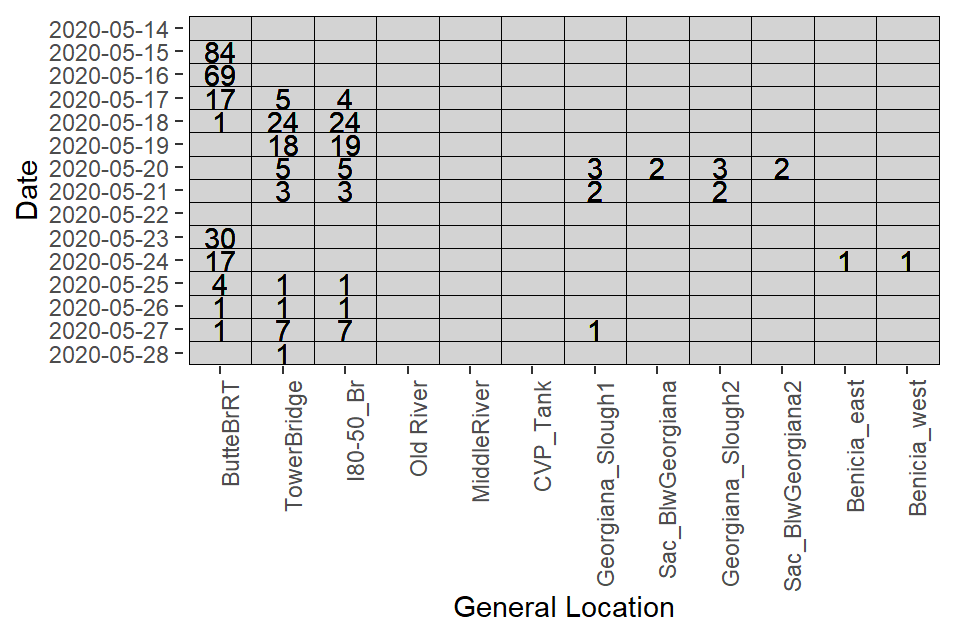 2020-05-14
2020-05-15 84
2020-05-16 69
2020-05-17 17 5 4
2020-05-18 1 24 24
2020-05-19 18 19
2020-05-20 5 5 3 2 3 2
2020-05-21 3 3 2 2
2020-05-22
2020-05-23 30
2020-05-24 17 1 1
2020-05-25 4 1 1
2020-05-26 1 1 1
2020-05-27 1 7 7 1
2020-05-28 1
Date
ButteBrRT
TowerBridge
I80-50_Br
Old River
MiddleRiver
CVP_Tank
Georgiana_Slough1
Sac_BlwGeorgiana
Georgiana_Slough2
Sac_BlwGeorgiana2
Benicia_east
Benicia_west
General Location